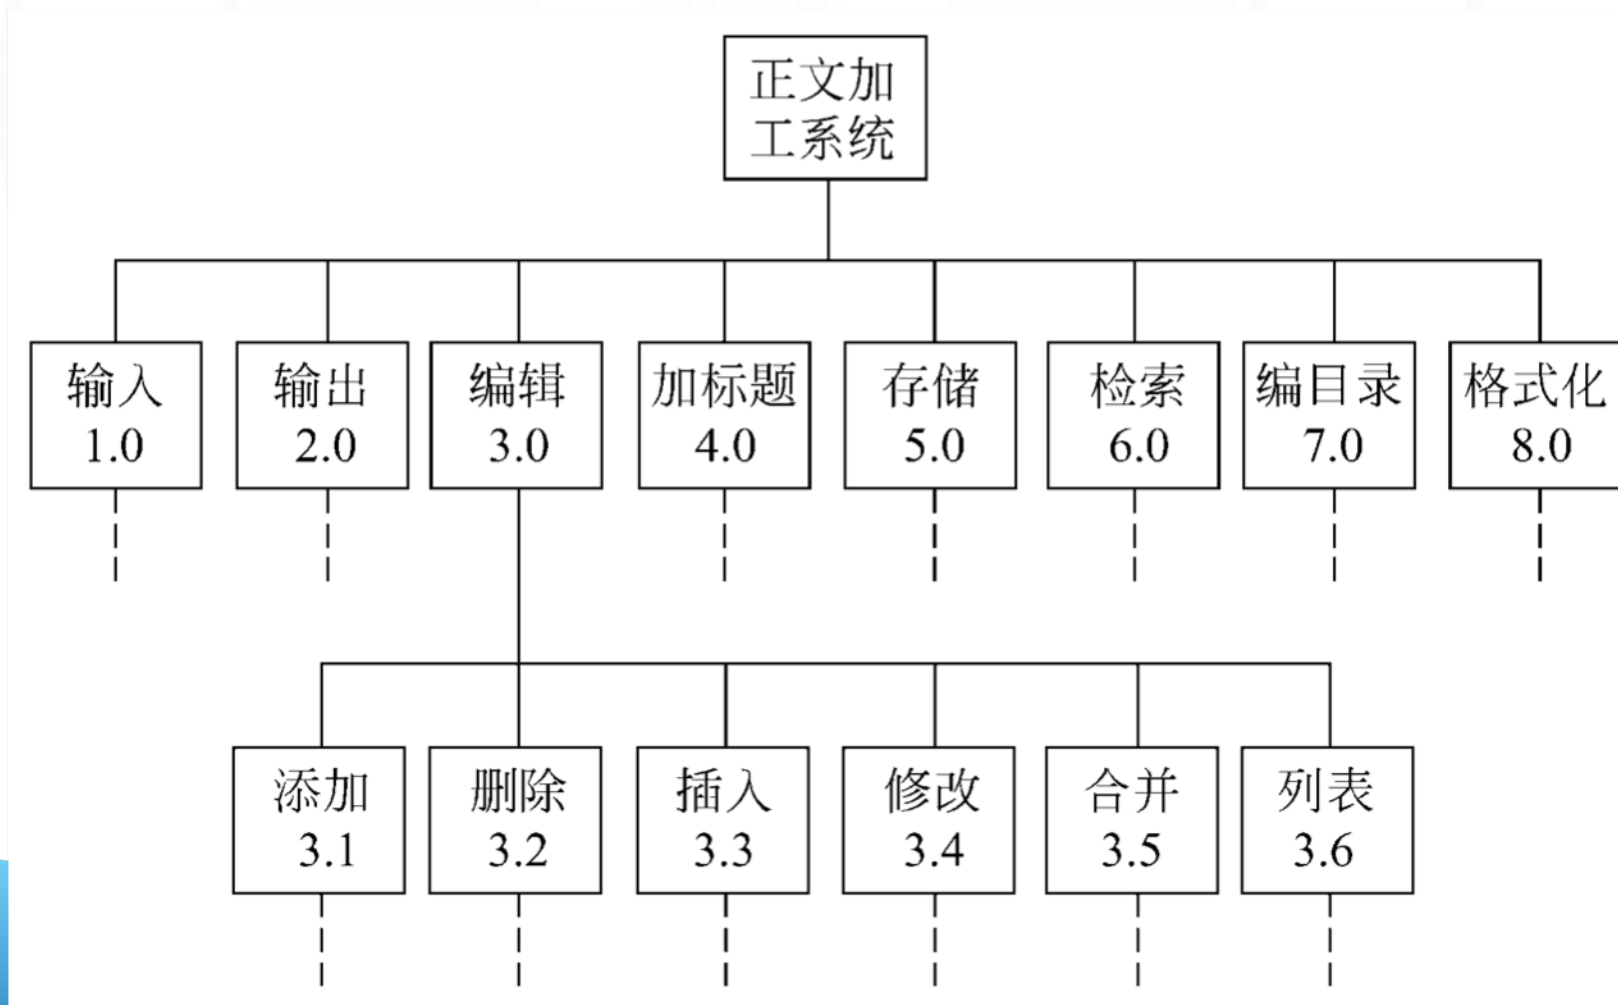 正文加
工系统
输入
1.0
输出
2.0
编辑
3.0
加标题
4.0
存储
5.0
检索
6.0
编目录
7.0
格式化
8.0
添加
3.1
删除
3.2
插入
3.3
修改
3.4
合并
3.5
列表
3.6